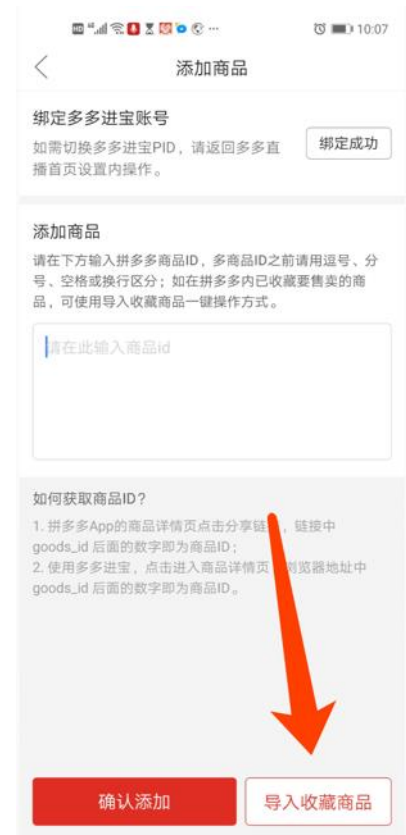 HD 46 10:07
添加商品
绑定多多进宝账号
如需切换多多进宝PID，请返回多多直
播首页设置内操作。
绑定成功
添加商品
请在下方输入拼多多商品ID，多商品ID之前请用逗号、分
号、空格或换行区分；如在拼多多内已收藏要售卖的商
品，可使用导入收藏商品一键操作方式。
请在此输入商品id
如何获取商品ID？
1. 拼多多App的商品详情页点击分享链 ，链接中
goods_id 后面的数字即为商品ID；
2. 使用多多进宝，点击进入商品详情页 浏览器地址中
goods_id 后面的数字即为商品ID。
确认添加
导入收藏商品